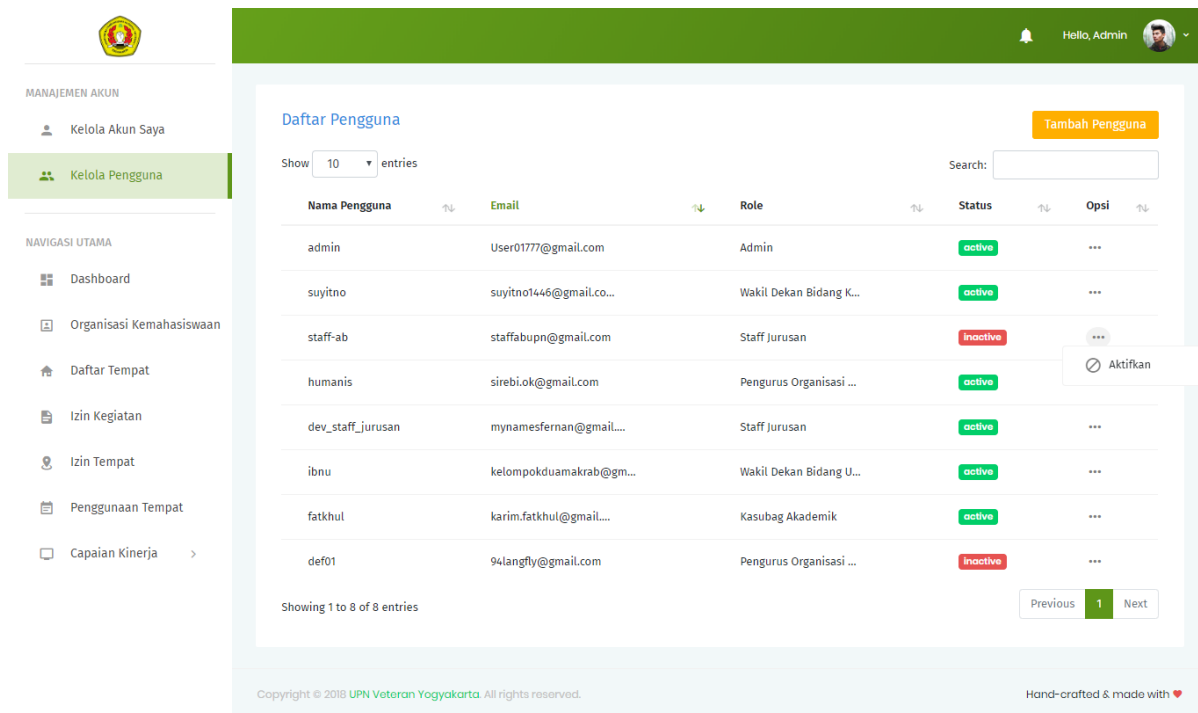 Hello, Admin
MANAJEMEN AKUN
Kelola Akun Saya
Kelola Pengguna
NAVIGASI UTAMA
Dashboard
Organisasi Kemahasiswaan
Daftar Tempat
Izin Kegiatan
Izin Tempat
Penggunaan Tempat
Capaian Kinerja
Daftar Pengguna
Tambah Pengguna
Show 10 entries
Search:
Nama Pengguna Email Role Status Opsi
admin User01777@gmail.com Admin active
suyitno suyitno1446@gmail.co... Wakil Dekan Bidang K... active
staff-ab staffabupn@gmail.com Staff Jurusan inactive
Aktifkan
humanis sirebi.ok@gmail.com Pengurus Organisasi ... active
dev_staff_jurusan mynamesfernan@gmail.... Staff Jurusan active
ibnu kelompokduamakrab@gm... Wakil Dekan Bidang U... active
fatkhul karim.fatkhul@gmail.... Kasubag Akademik active
def01 94langfly@gmail.com Pengurus Organisasi ... inactive
Showing 1 to 8 of 8 entries
Previous 1 Next
Copyright © 2018 UPN Veteran Yogyakarta. All rights reserved.
Hand-crafted & made with